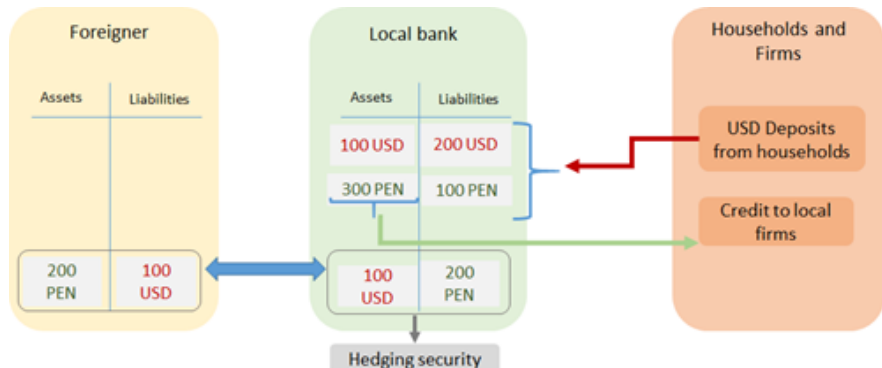 Foreigner
Assets
Liabilities
200
PEN
100
USD
Local bank
Assets
Liabilities
100 USD
200 USD
300 PEN
100 PEN
100
USD
200
PEN
Hedging security
Households and
Firms
USD Deposits
from households
Credit to local
firms